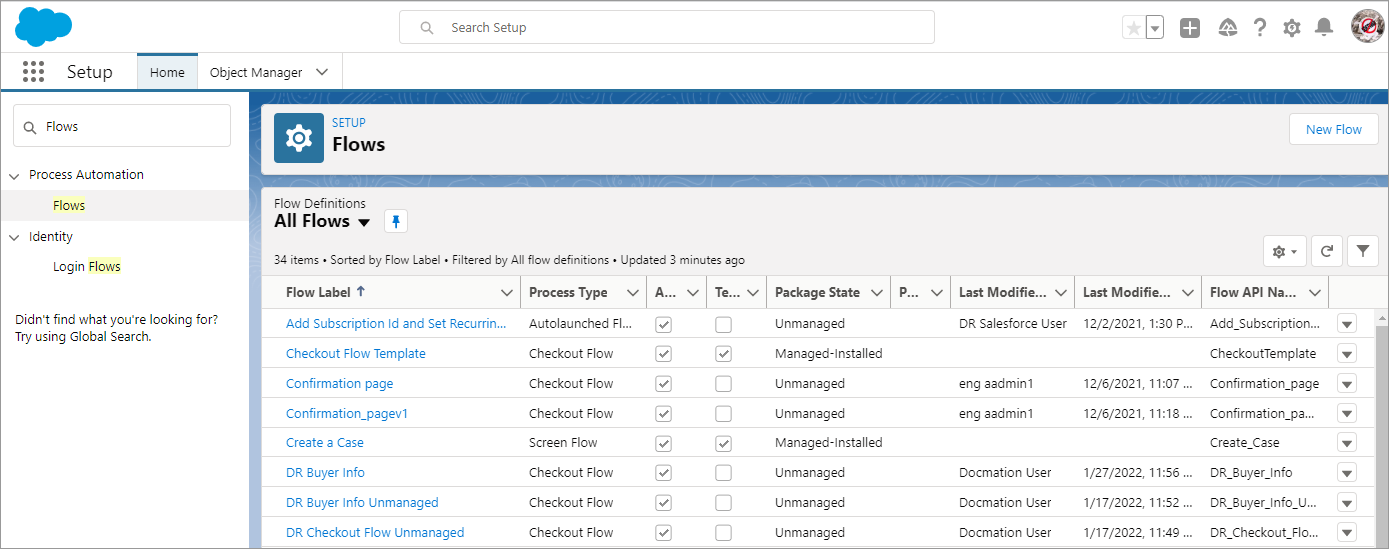 Search Setup
Setup
Home
Object Manager
Flows
Process Automation
Flows
Identity
Login Flows
Didn't find what you're looking for?
Try using Global Search.
SETUP
Flows
New Flow
Flow Definitions
All Flows
34 items • Sorted by Flow Label • Filtered by All flow definitions • Updated 3 minutes ago
Flow Label Process Type A... Te... Package State P... Last Modifie... Last Modifie... Flow API Na...
Add Subscription Id and Set Recurrin... Autolaunched Fl... Unmanaged DR Salesforce User 12/2/2021, 1:30 P... Add_Subscription...
Checkout Flow Template Checkout Flow Managed-Installed CheckoutTemplate
Confirmation page Checkout Flow Unmanaged eng aadmin1 12/6/2021, 11:07 ... Confirmation_page
Confirmation_pagev1 Checkout Flow Unmanaged eng aadmin1 12/6/2021, 11:18 ... Confirmation_pa...
Create a Case Screen Flow Managed-Installed Create_Case
DR Buyer Info Checkout Flow Unmanaged Docmation User 1/27/2022, 11:56 ... DR_Buyer_Info
DR Buyer Info Unmanaged Checkout Flow Unmanaged Docmation User 1/17/2022, 11:52 ... DR_Buyer_Info_U...
DR Checkout Flow Unmanaged Checkout Flow Unmanaged Docmation User 1/17/2022, 11:49 ... DR_Checkout_Flo...